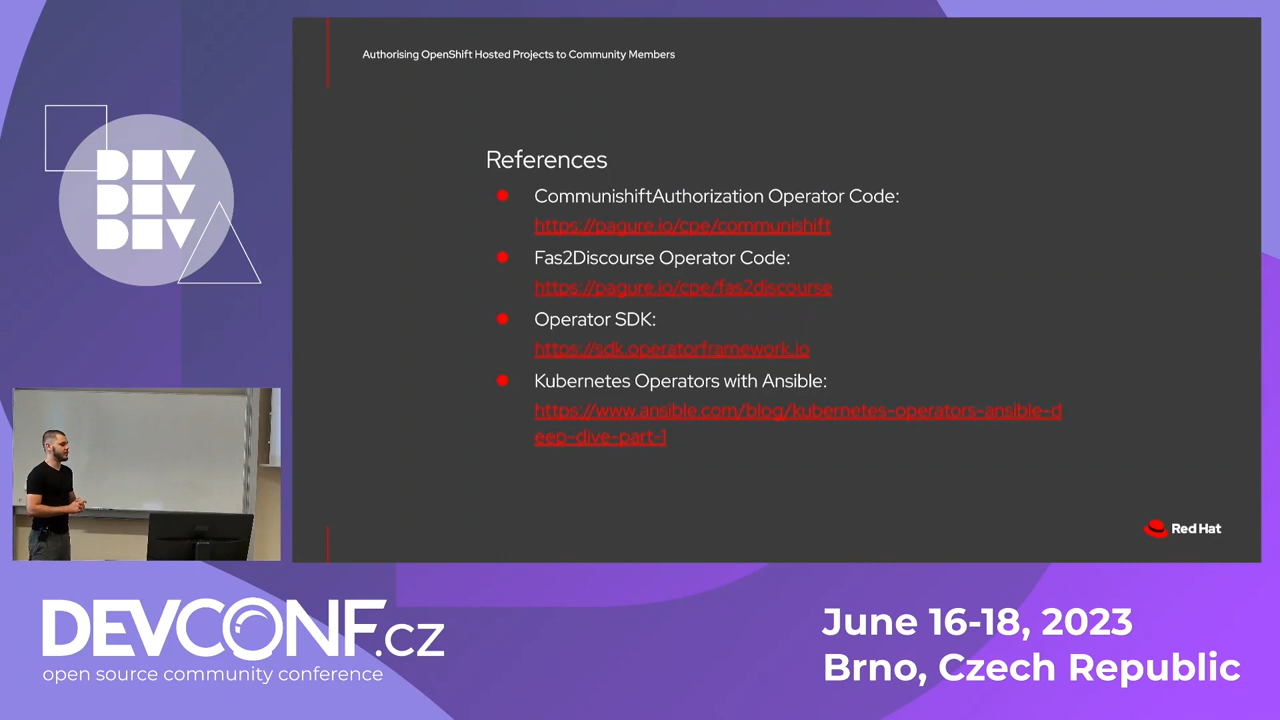 Authorising OpenShift Hosted Projects to Community Members
DEV
DEV
DEV
References
CommunishiftAuthorization Operator Code:
https://pagure.io/cpe/communishift
Fas2Discourse Operator Code:
https://pagure.io/cpe/fas2discourse
Operator SDK:
https://sdk.operatorframework.io
Kubernetes Operators with Ansible:
https://www.ansible.com/blog/kubernetes-operators-ansible-d
eep-dive-part-1
Red Hat
DEVCONF.cz
open source community conference
June 16-18, 2023
Brno, Czech Republic